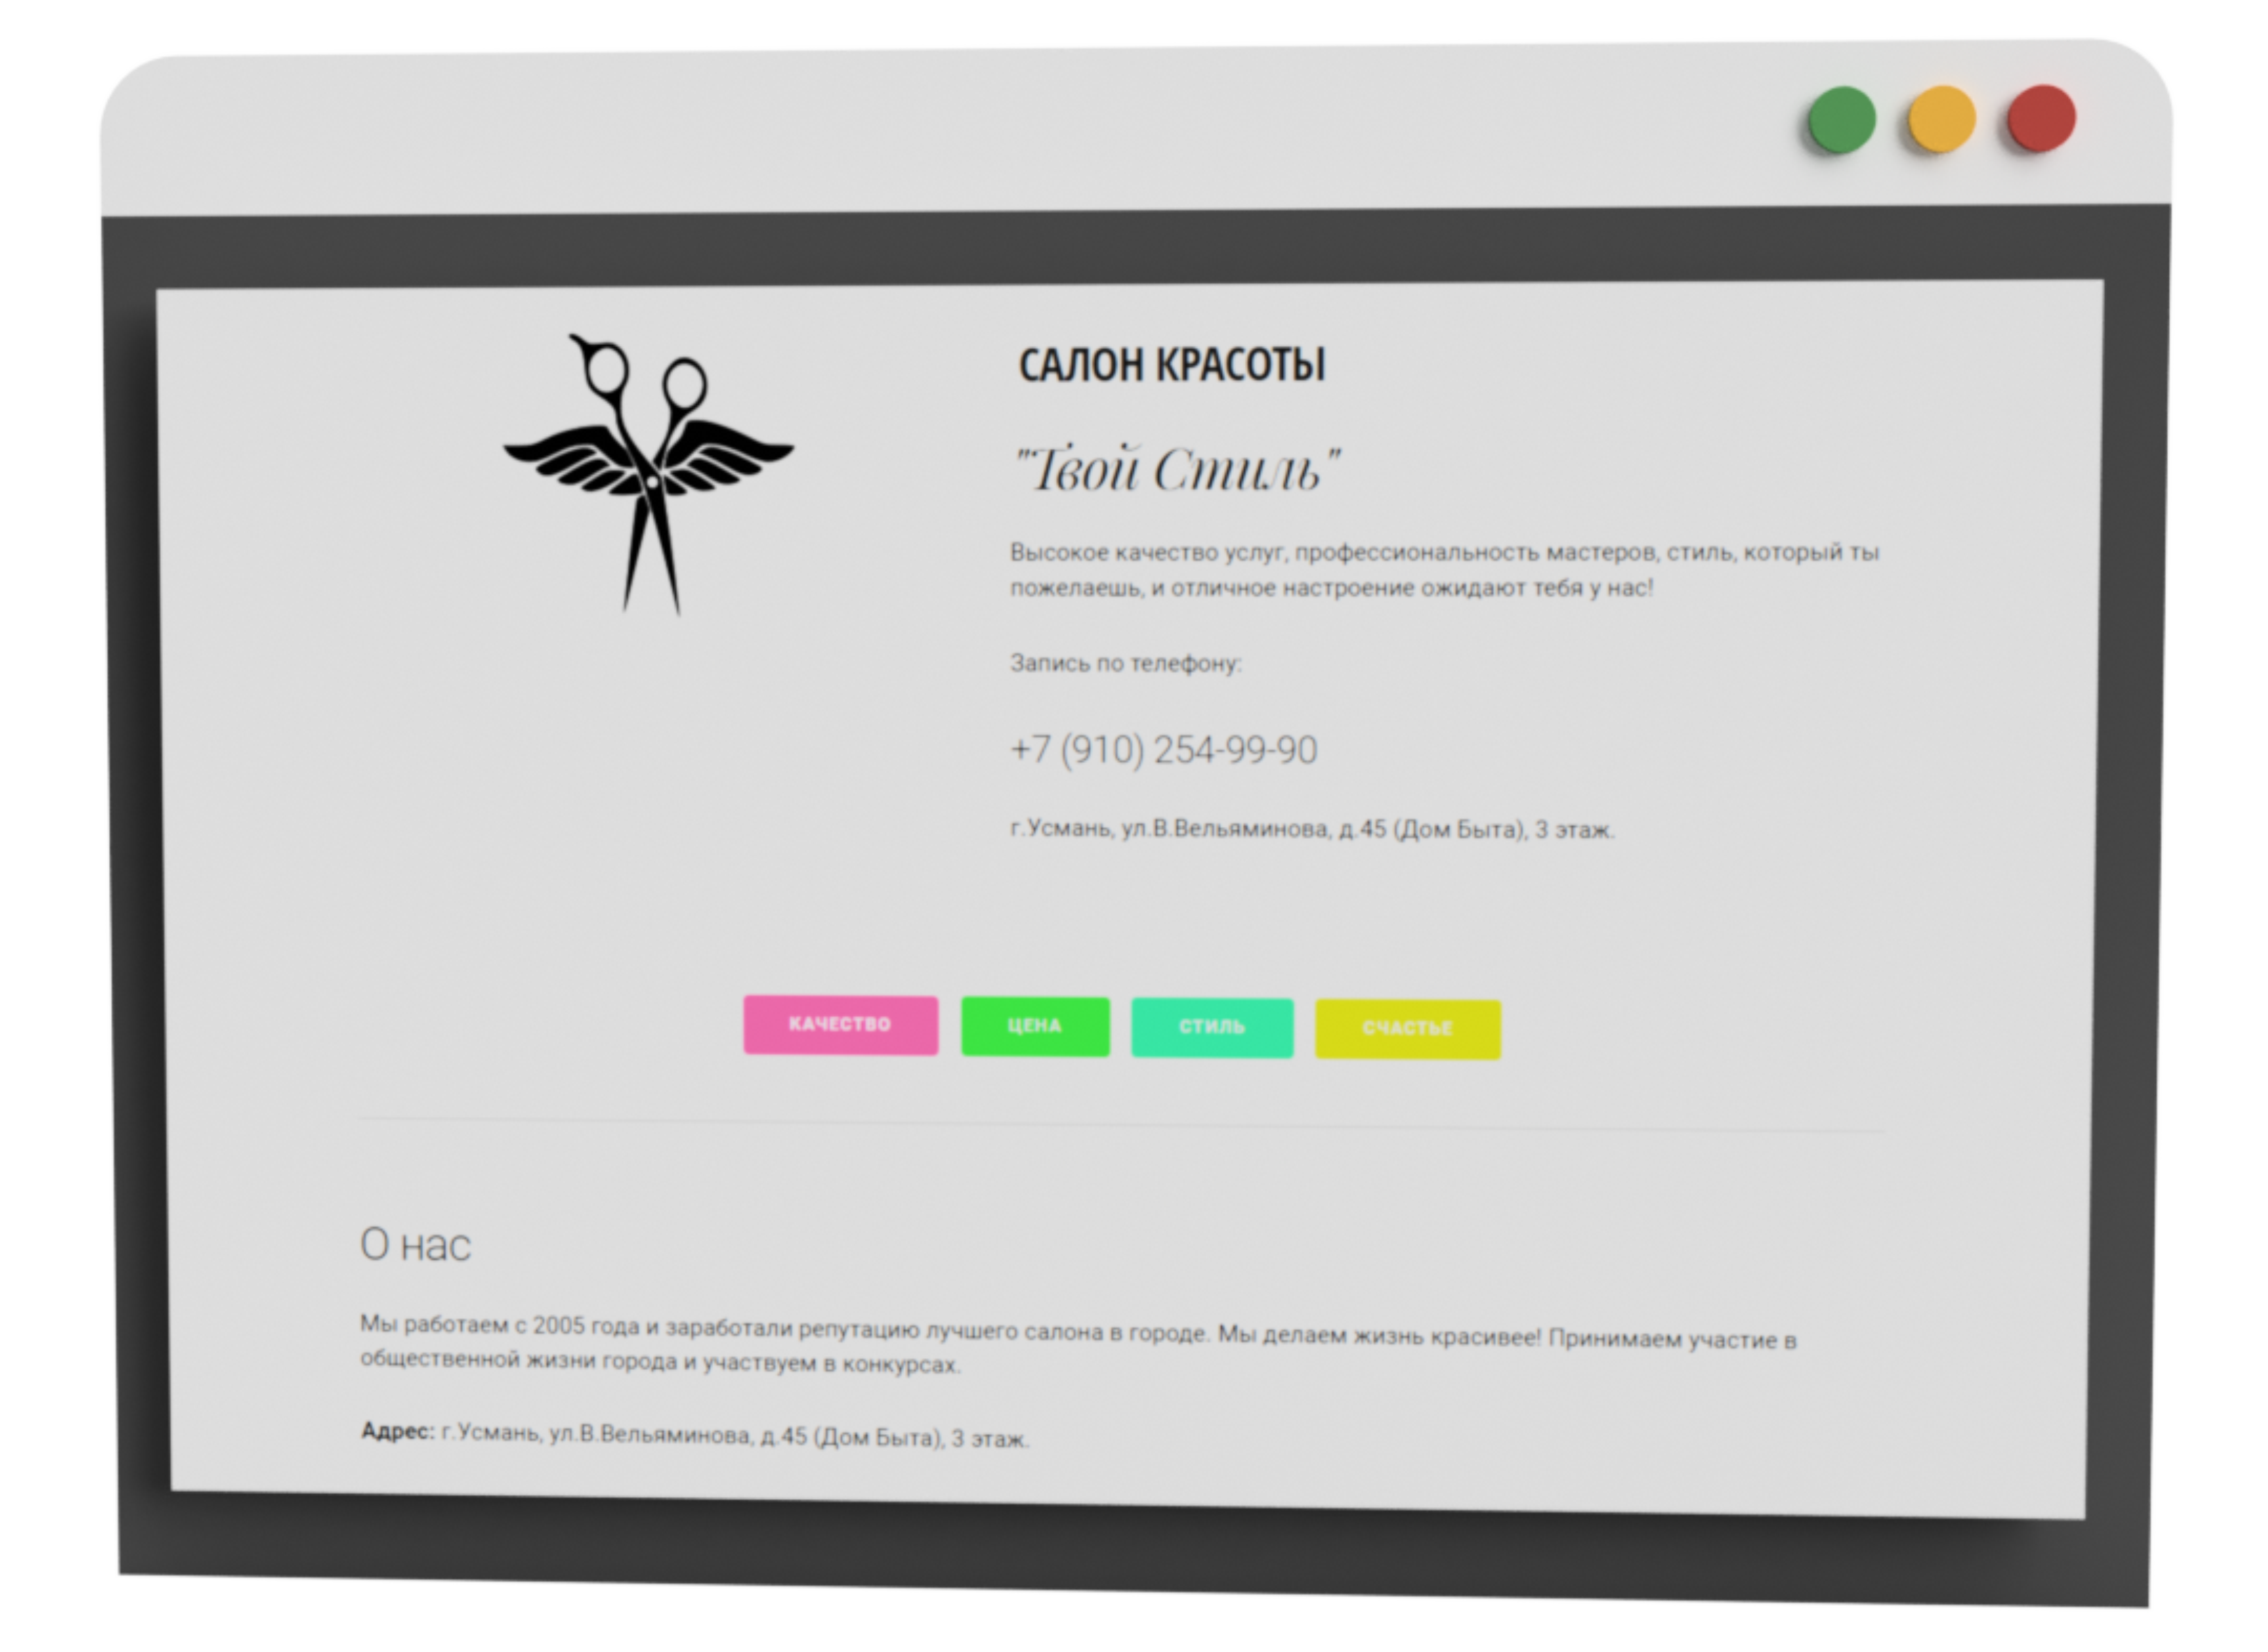 САЛОН КРАСОТЫ
"Твой Стиль"
Высокое качество услуг, профессиональность мастеров, стиль, который ты
пожелаешь, и отличное настроение ожидают тебя у нас!
Запись по телефону:
+7 (910) 254-99-90
г.Усмань, ул.В.Вельяминова, д.45 (Дом Быта), 3 этаж.
КАЧЕСТВО ЦЕНА СТИЛЬ СЧАСТЬЕ
О нас
Мы работаем с 2005 года и заработали репутацию лучшего салона в городе. Мы делаем жизнь красивее! Принимаем участие в
общественной жизни города и участвуем в конкурсах.
Адрес: г.Усмань, ул.В.Вельяминова, д.45 (Дом Быта), 3 этаж.